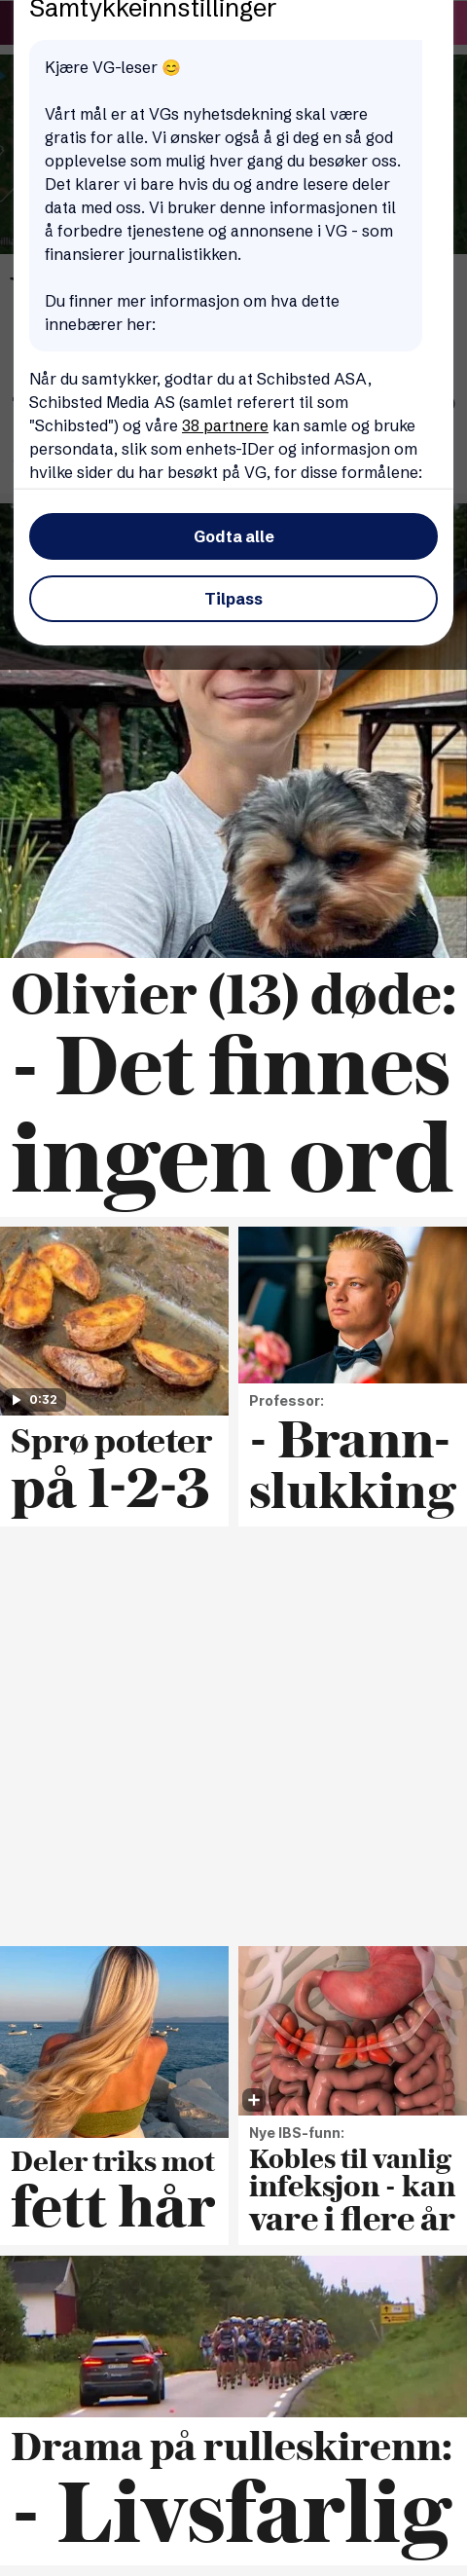 Samtykkeinnstillinger
Kjære VG-leser 😊
Vårt mål er at VGs nyhetsdekning skal være
gratis for alle. Vi ønsker også å gi deg en så god
opplevelse som mulig hver gang du besøker oss.
Det klarer vi bare hvis du og andre lesere deler
data med oss. Vi bruker denne informasjonen til
å forbedre tjenestene og annonsene i VG - som
finansierer journalistikken.
Du finner mer informasjon om hva dette
innebærer her:
Når du samtykker, godtar du at Schibsted ASA,
Schibsted Media AS (samlet referert til som
"Schibsted") og våre 38 partnere kan samle og bruke
persondata, slik som enhets-IDer og informasjon om
hvilke sider du har besøkt på VG, for disse formålene:
Godta alle
Tilpass
Olivier (13) døde:
- Det finnes
ingen ord
0:32
Sprø poteter
på 1-2-3
Professor:
- Brann-
slukking
Deler triks mot
fett hår
Nye IBS-funn:
Kobles til vanlig
infeksjon - kan
vare i flere år
Drama på rulleskirenn:
- Livsfarlig